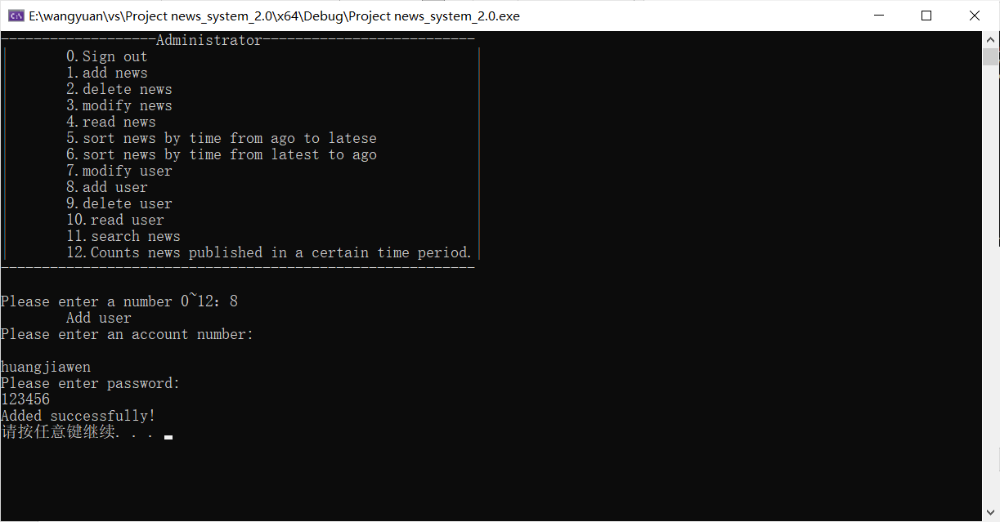 E:\wangyuan\vs\Project news_system_2.0\x64\Debug\Project news_system_2.0.exe
-------------------Administrator--------------------------
0.Sign out
1.add news
2.delete news
3.modify news
4.read news
5.sort news by time from ago to latese
6.sort news by time from latest to ago
7.modify user
8.add user
9.delete user
10.read user
11.search news
12.Counts news published in a certain time period.
----------------------------------------------------------
Please enter a number 0~12: 8
Add user
Please enter an account number:
huangjiawen
Please enter password:
123456
Added successfully!
请按任意键继续. . .